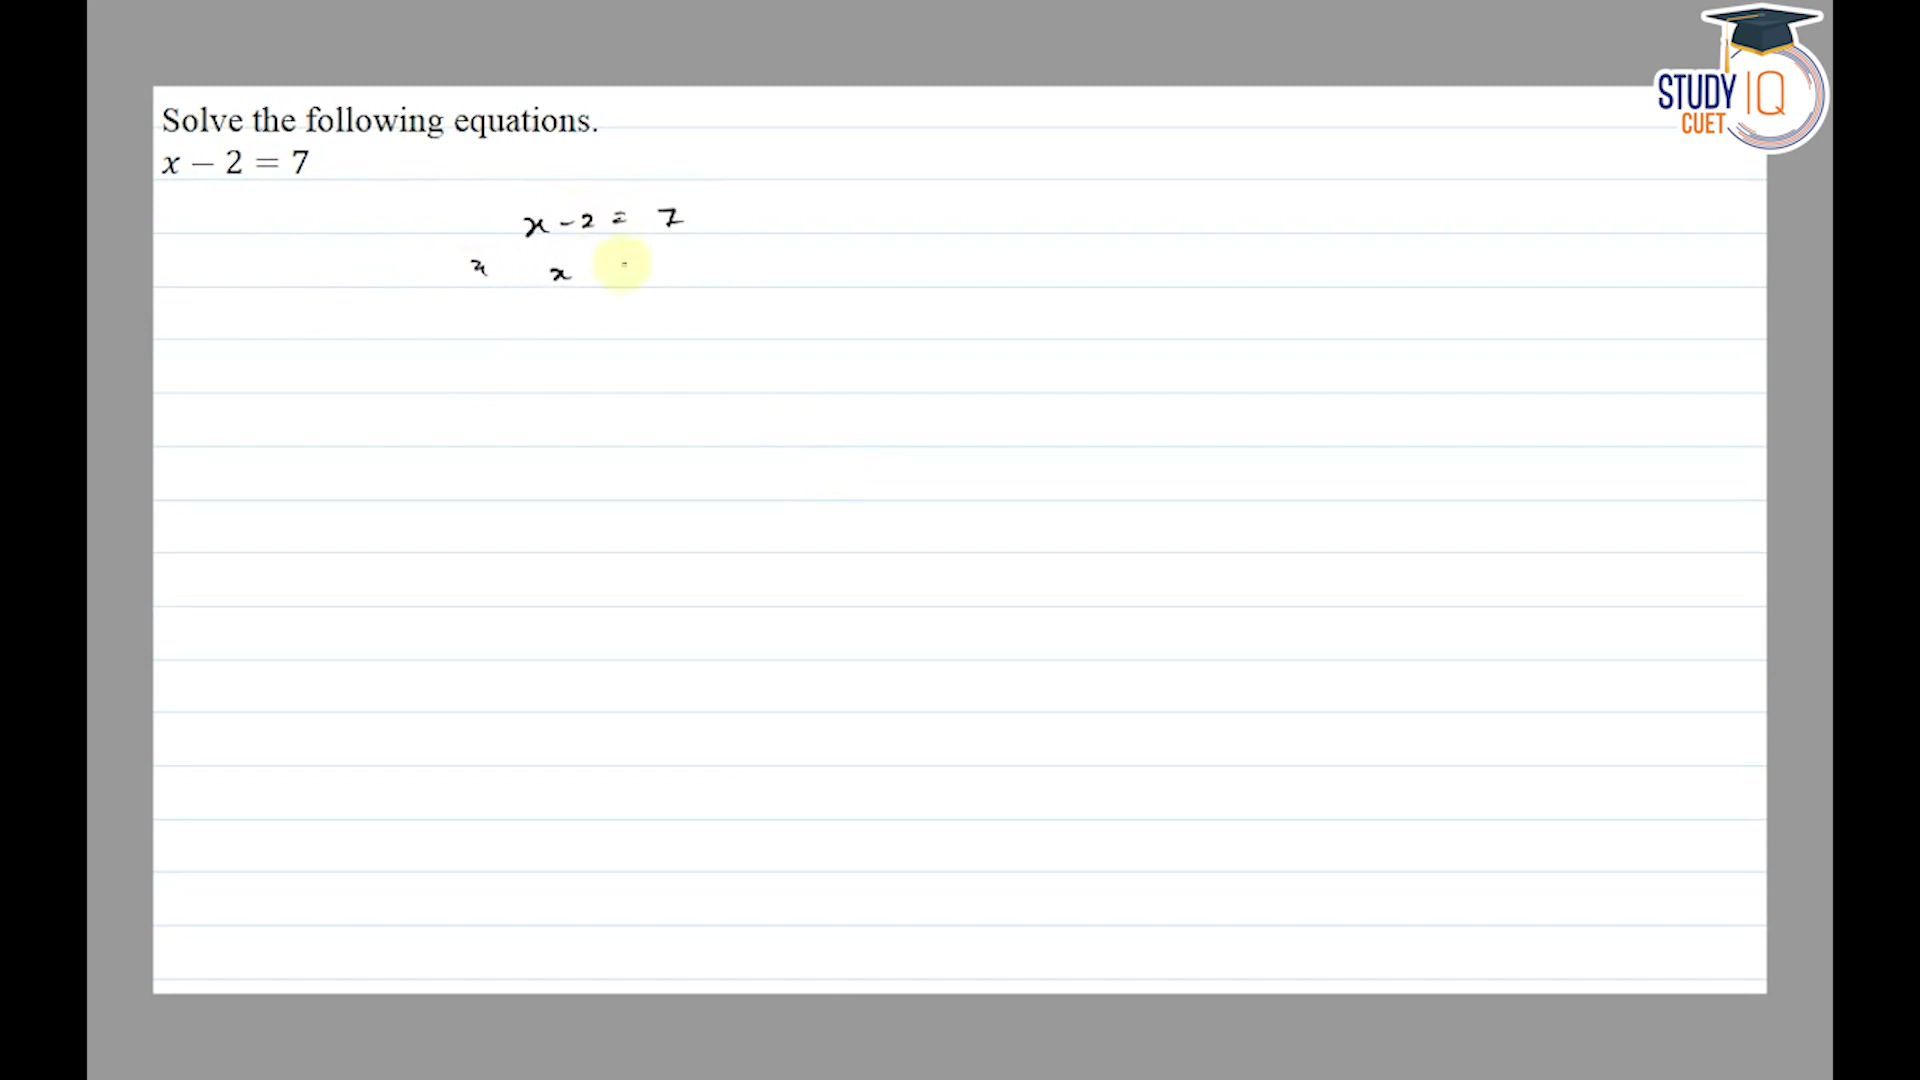 STUDY IQ
CUET
Solve the following equations.
x − 2 = 7
x - 2 = 7
x